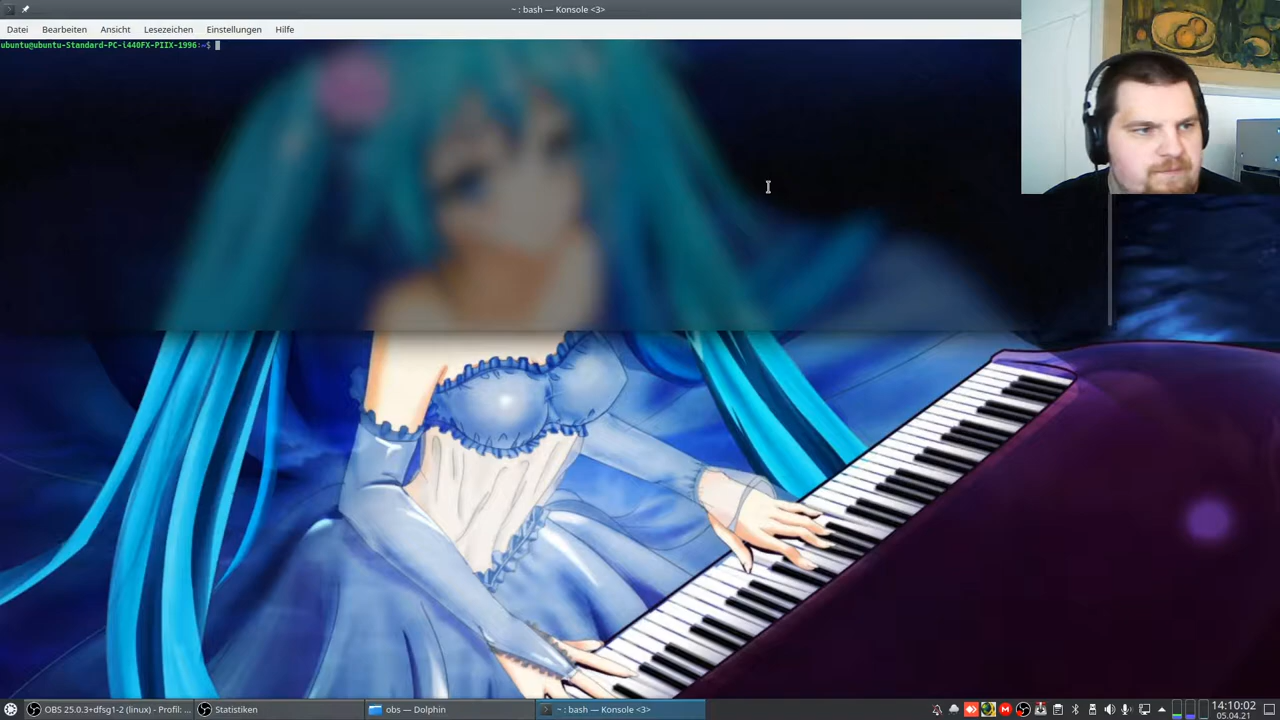 ~ : bash — Konsole <3>
Datei Bearbeiten Ansicht Lesezeichen Einstellungen Hilfe
ubuntu@ubuntu-Standard-PC-i440FX-PIIX-1996:~$
OBS 25.0.3+dfsg1-2 (linux) - Profil: ... Statistiken obs — Dolphin ~ : bash — Konsole <3> 14:10:02
05.04.21